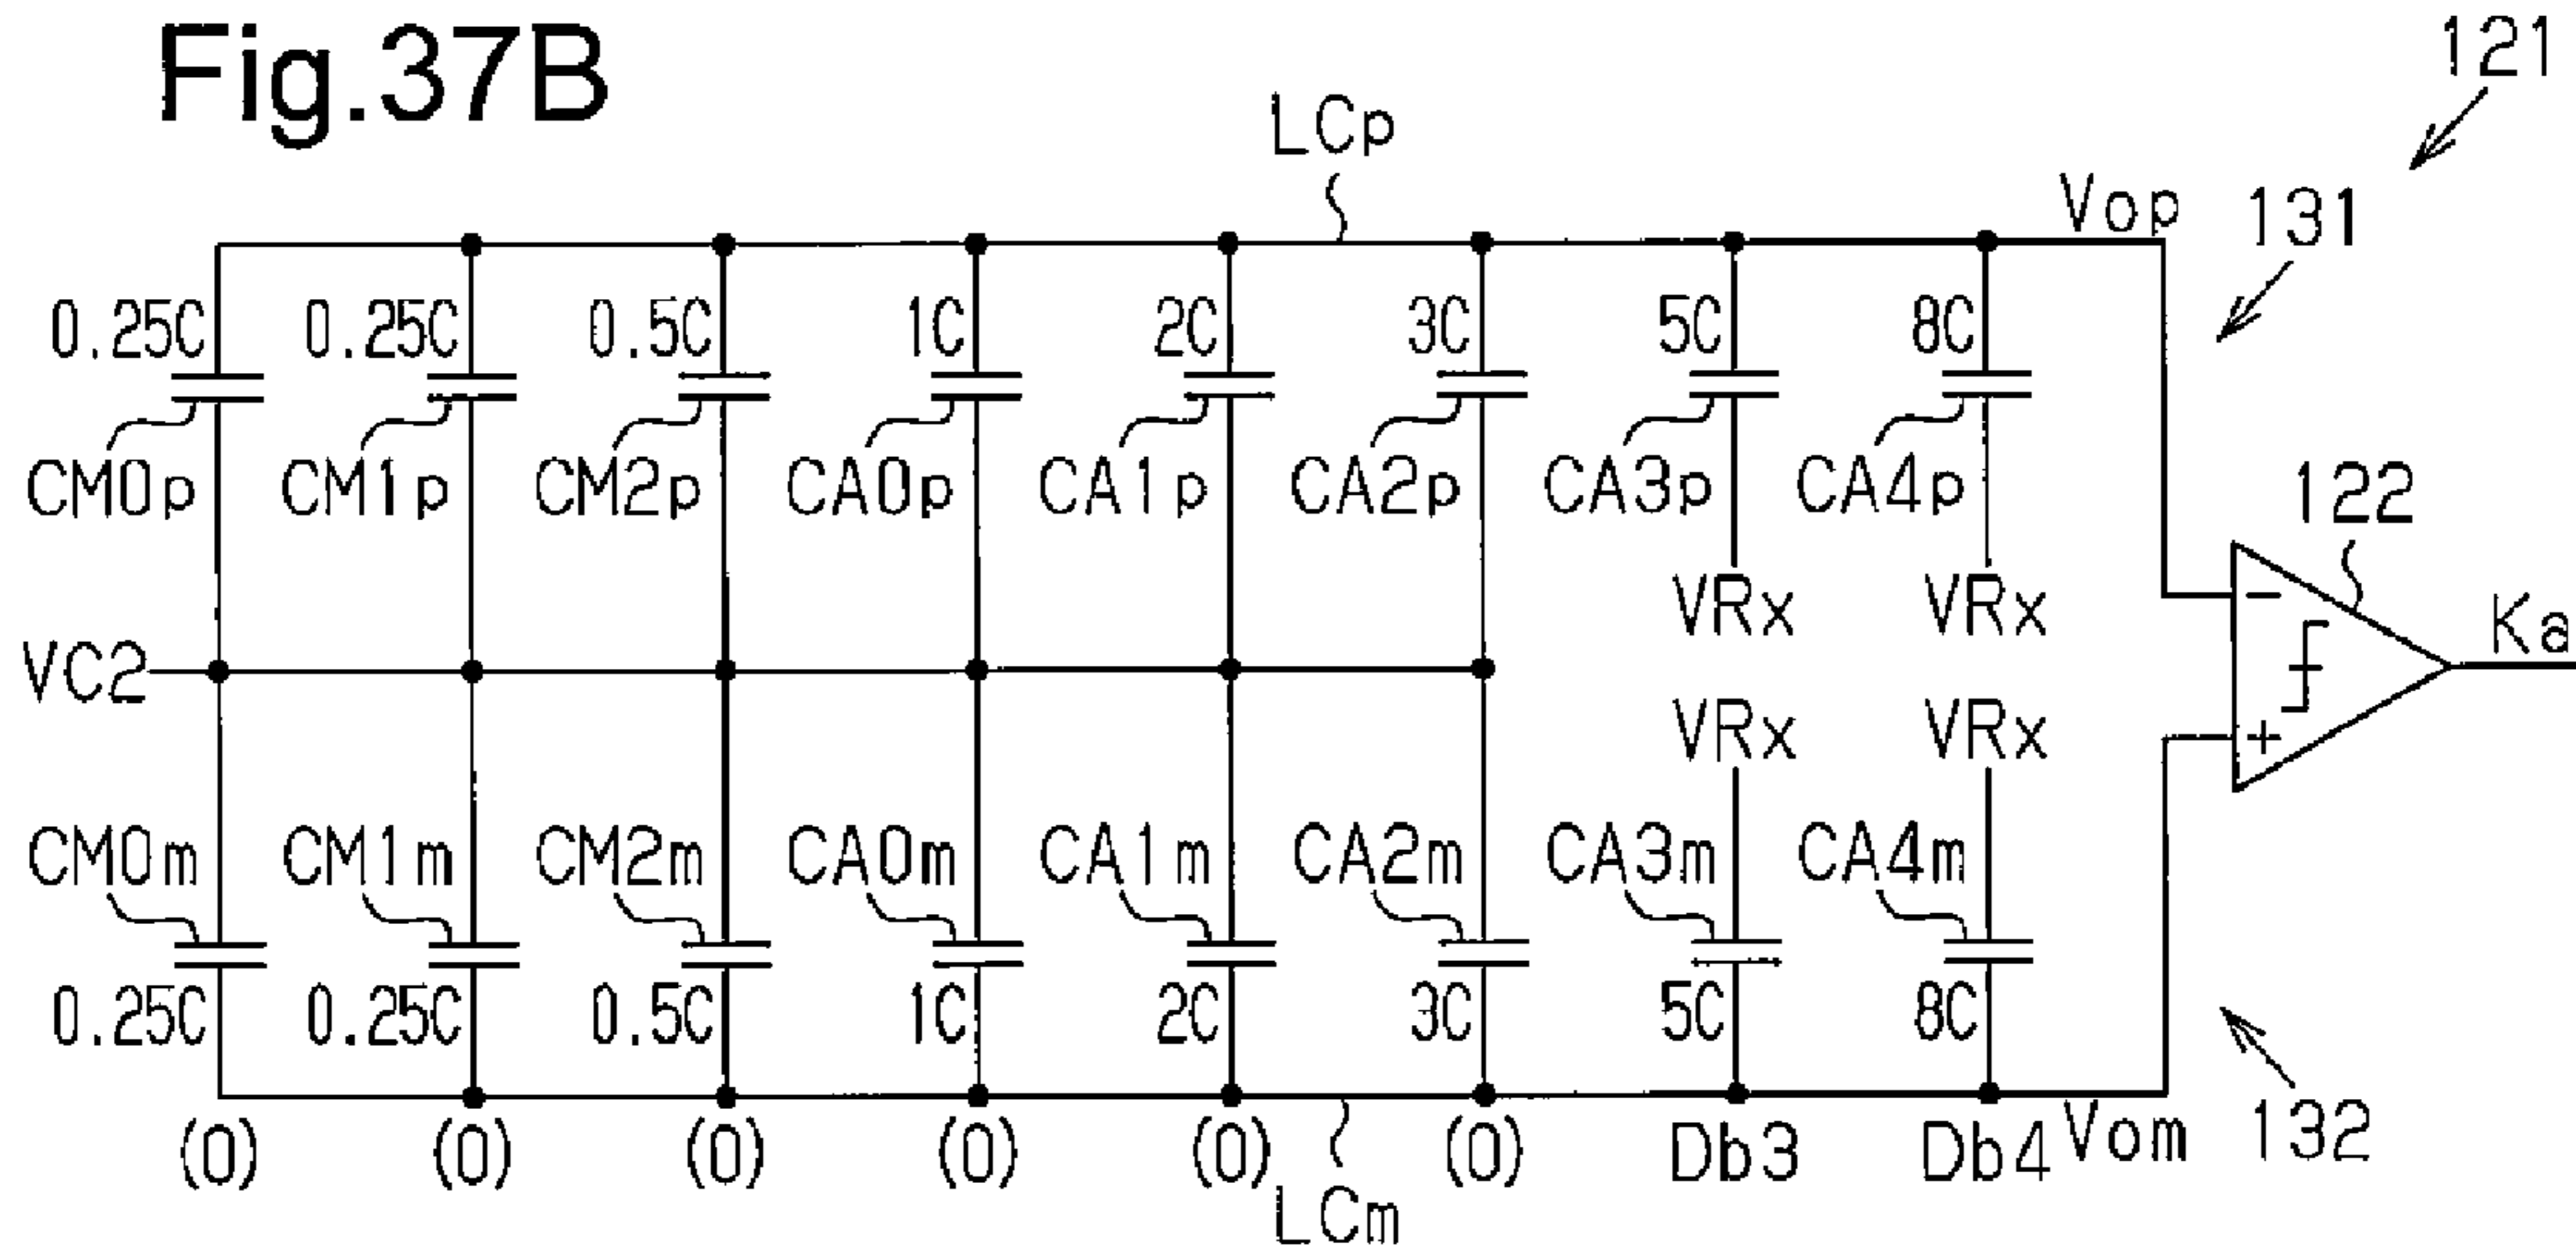 Fig.37B
121
LCp
Vop
131
0.25C 0.25C 0.5C 1C 2C 3C 5C 8C
CM0p CM1p CM2p CA0p CA1p CA2p CA3p CA4p
122
VRx VRx
Ka
VC2
−
+
VRx VRx
CM0m CM1m CM2m CA0m CA1m CA2m CA3m CA4m
0.25C 0.25C 0.5C 1C 2C 3C 5C 8C
(0) (0) (0) (0) (0) (0) Db3 Db4 Vom
132
LCm